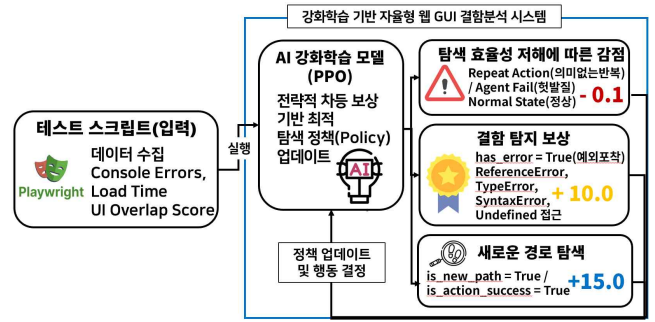 강화학습 기반 자율형 웹 GUI 결함분석 시스템
테스트 스크립트(입력)
Playwright
데이터 수집
Console Errors,
Load Time
UI Overlap Score
실행
AI 강화학습 모델
(PPO)
전략적 차등 보상
기반 최적
탐색 정책(Policy)
업데이트
AI
정책 업데이트
및 행동 결정
탐색 효율성 저해에 따른 감점
Repeat Action(의미없는반복)
/ Agent Fail(헛발질)
Normal State(정상)
- 0.1
결함 탐지 보상
has_error = True(예외포착)
ReferenceError,
TypeError,
SyntaxError,
Undefined 접근
+ 10.0
새로운 경로 탐색
is_new_path = True /
is_action_success = True
+15.0